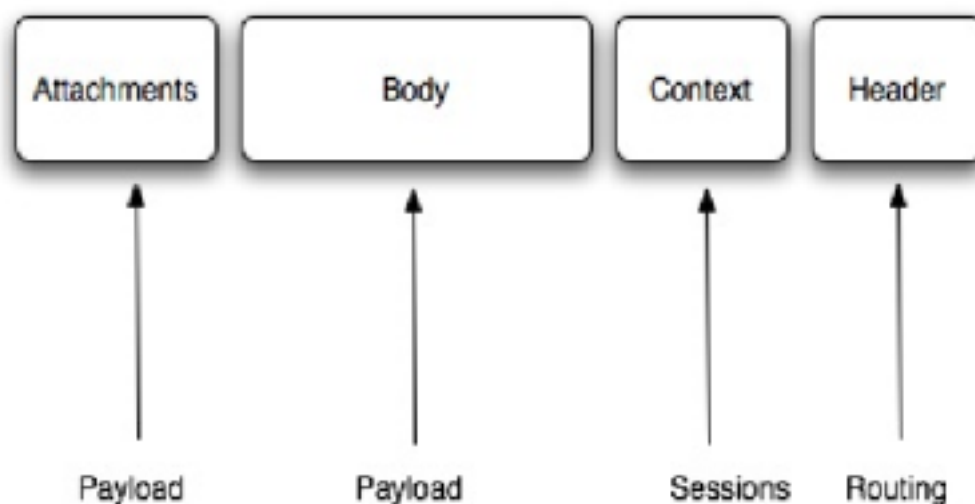 Attachments
Body
Context
Header
Payload
Payload
Sessions
Routing